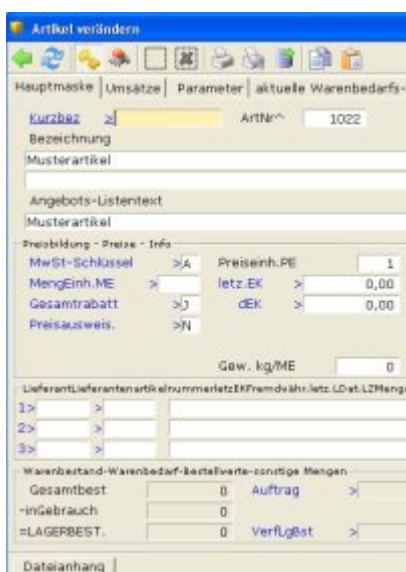 Artikel verändern
Hauptmaske Umsätze Parameter aktuelle Warenbedarfs-
Kurzbez > ArtNr^ 1022
Bezeichnung
Musterartikel
Angebots-Listentext
Musterartikel
Preisbildung - Preise - Info
MwSt-Schlüssel >A Preiseinh.PE 1
MengEinh.ME > letz.EK > 0,00
Gesamtrabatt >J dEK > 0,00
Preisausweis. >N
Gew. kg/ME 0
LieferantLieferantenartikelnummerletzEKFremdwähr.letz.LDat.LZMeng
1> >
2> >
3> >
Warenbestand-Warenbedarf-Bestellwerte-sonstige Mengen
Gesamtbest 0 Auftrag >
-inGebrauch 0
=LAGERBEST. 0 VerfLgBst >
Dateianhang